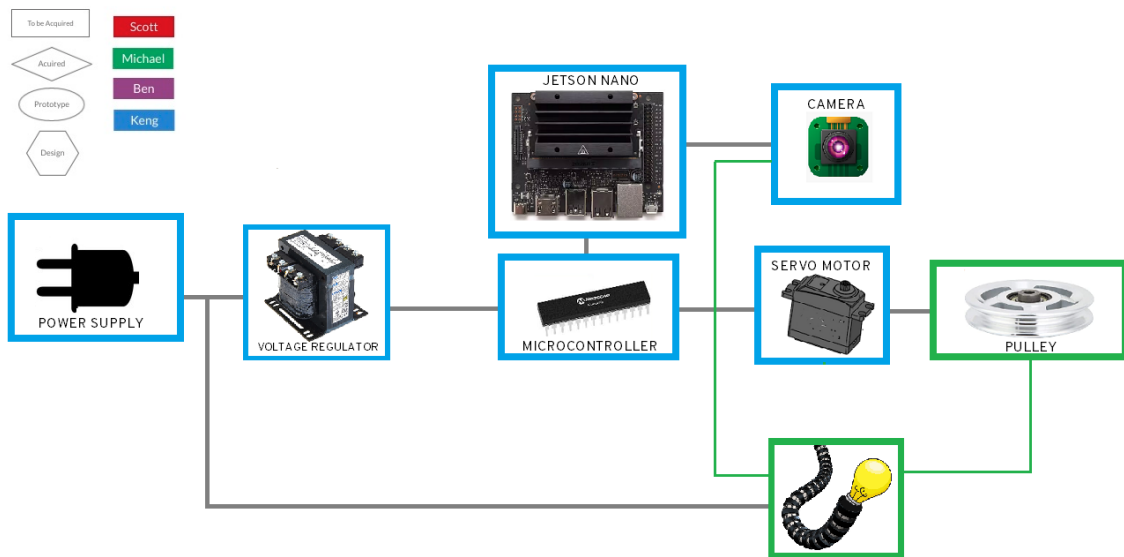 To be Acquired
Scott
Acuired
Michael
Prototype
Ben
Design
Keng
JETSON NANO
CAMERA
POWER SUPPLY
VOLTAGE REGULATOR
MICROCHIP
MICROCONTROLLER
SERVO MOTOR
PULLEY